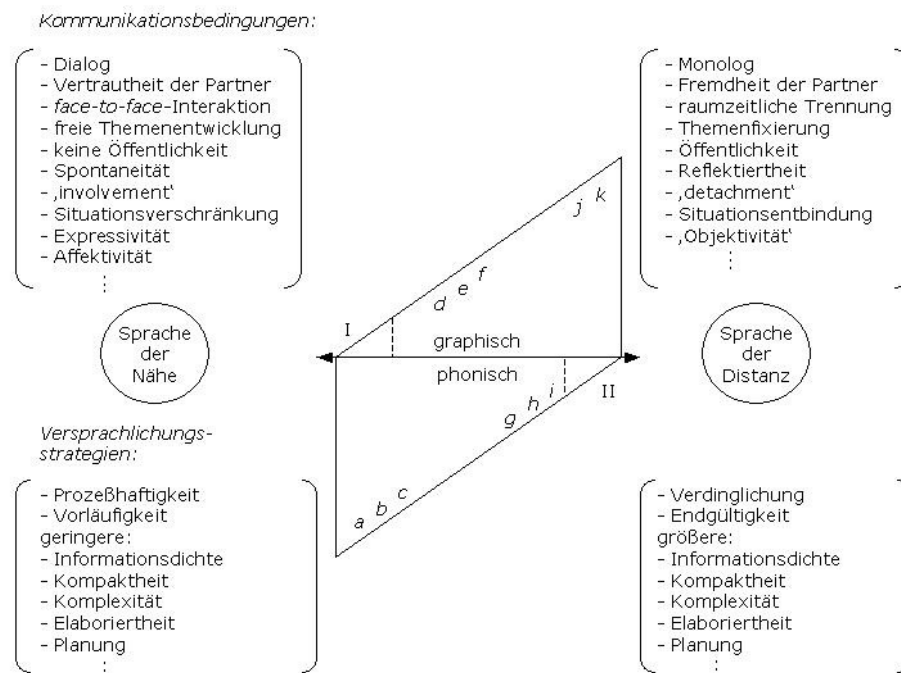 Kommunikationsbedingungen:
- Dialog
- Vertrautheit der Partner
- face-to-face-Interaktion
- freie Themenentwicklung
- keine Öffentlichkeit
- Spontaneität
- ‚involvement‘
- Situationsverschränkung
- Expressivität
- Affektivität
⋮
- Monolog
- Fremdheit der Partner
- raumzeitliche Trennung
- Themenfixierung
- Öffentlichkeit
- Reflektiertheit
- ‚detachment‘
- Situationsentbindung
- ‚Objektivität‘
⋮
Sprache
der
Nähe
j k
d e f
I
graphisch
phonisch
II
g h i
a b c
Sprache
der
Distanz
Versprachlichungs-
strategien:
- Prozeßhaftigkeit
- Vorläufigkeit
geringere:
- Informationsdichte
- Kompaktheit
- Komplexität
- Elaboriertheit
- Planung
⋮
- Verdinglichung
- Endgültigkeit
größere:
- Informationsdichte
- Kompaktheit
- Komplexität
- Elaboriertheit
- Planung
⋮